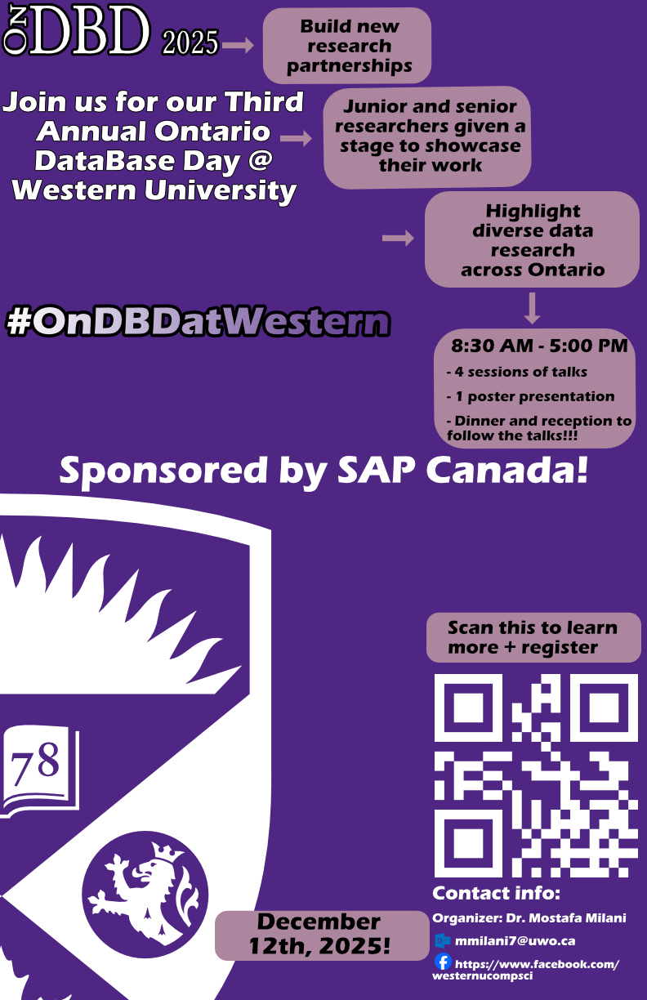 ON DBD 2025
Build new
research
partnerships
Join us for our Third
Annual Ontario
DataBase Day @
Western University
Junior and senior
researchers given a
stage to showcase
their work
Highlight
diverse data
research
across Ontario
#OnDBDatWestern
8:30 AM - 5:00 PM
- 4 sessions of talks
- 1 poster presentation
- Dinner and reception to
follow the talks!!!
Sponsored by SAP Canada!
78
Scan this to learn
more + register
Contact info:
Organizer: Dr. Mostafa Milani
mmilani7@uwo.ca
https://www.facebook.com/
westernucompsci
December
12th, 2025!